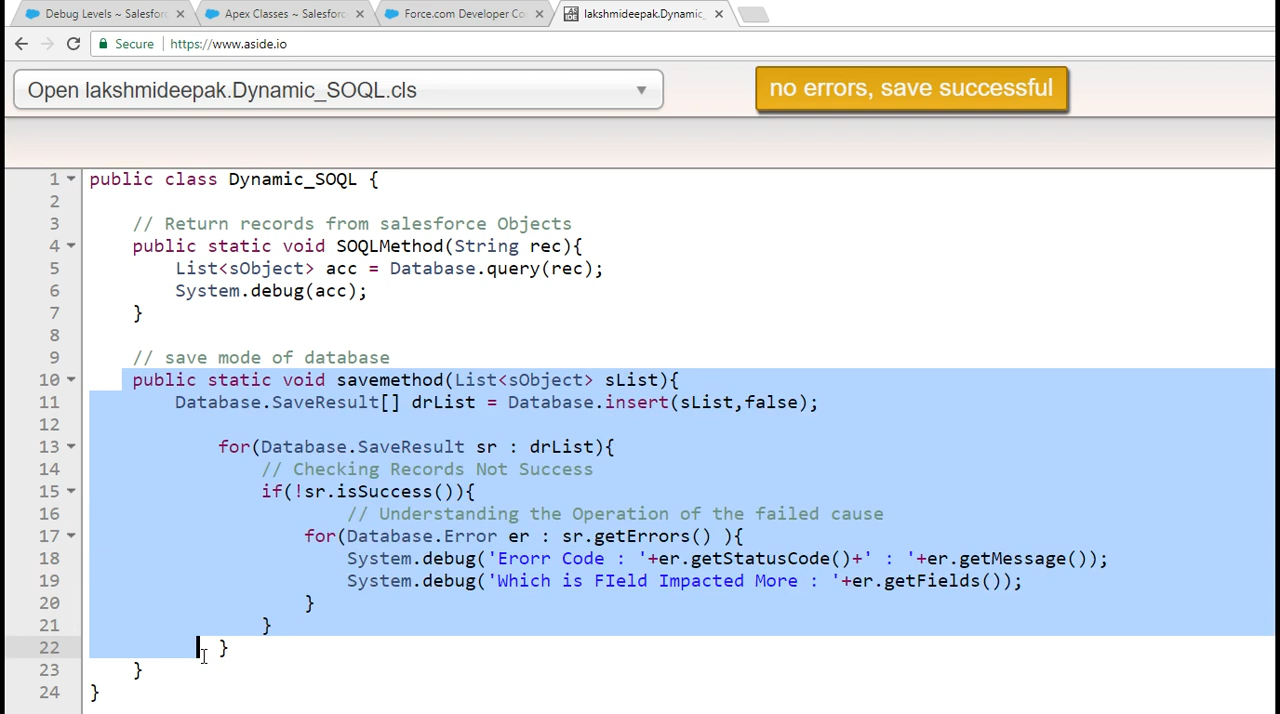 Debug Levels ~ Salesfor
Apex Classes ~ Salesforc
Force.com Developer Co
lakshmideepak.Dynamic_
Secure
https://www.aside.io
Open lakshmideepak.Dynamic_SOQL.cls
no errors, save successful
1 public class Dynamic_SOQL {
2
3 // Return records from salesforce Objects
4 public static void SOQLMethod(String rec){
5 List<sObject> acc = Database.query(rec);
6 System.debug(acc);
7 }
8
9 // save mode of database
10 public static void savemethod(List<sObject> sList){
11 Database.SaveResult[] drList = Database.insert(sList,false);
12
13 for(Database.SaveResult sr : drList){
14 // Checking Records Not Success
15 if(!sr.isSuccess()){
16 // Understanding the Operation of the failed cause
17 for(Database.Error er : sr.getErrors() ){
18 System.debug('Erorr Code : '+er.getStatusCode()+' : '+er.getMessage());
19 System.debug('Which is FIeld Impacted More : '+er.getFields());
20 }
21 }
22 }
23 }
24 }